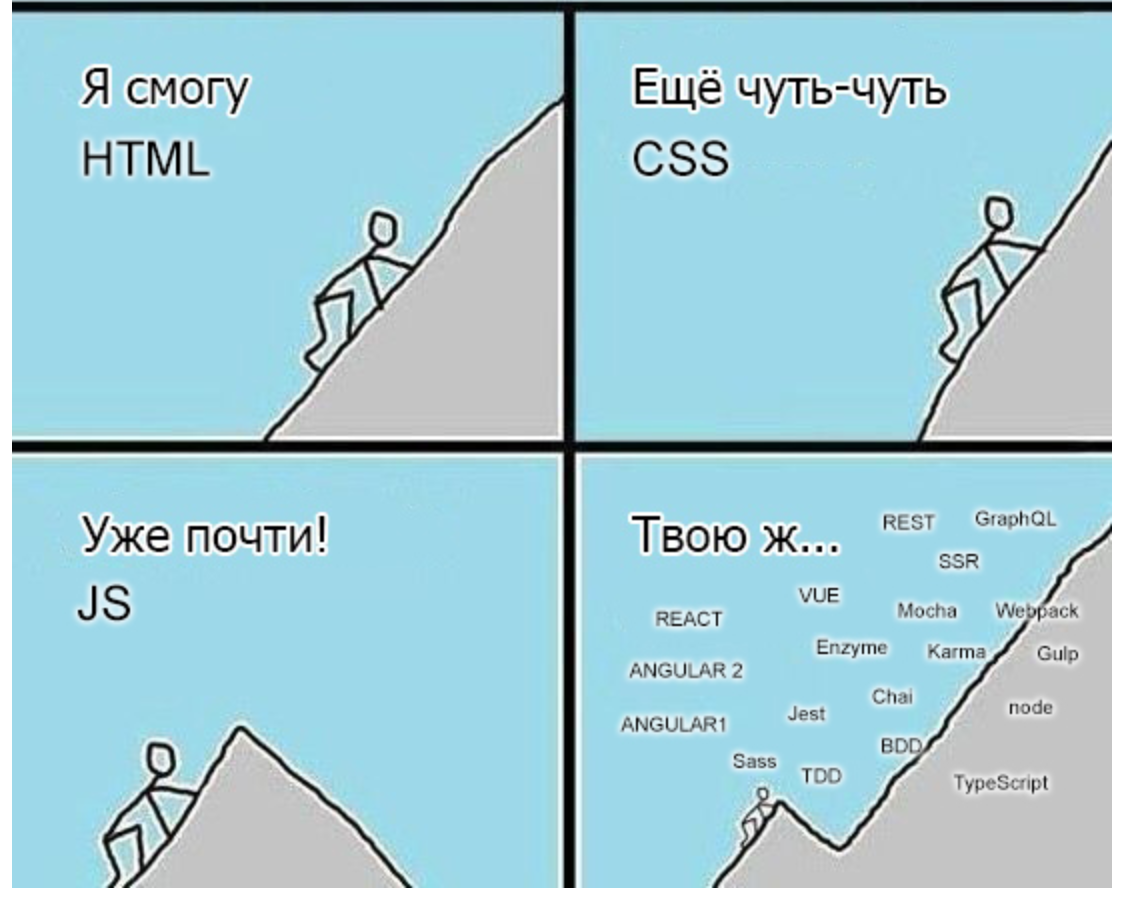 Я смогу
HTML
Ещё чуть-чуть
CSS
Уже почти!
JS
Твою ж...
REST
GraphQL
SSR
VUE
REACT
Mocha
Webpack
Enzyme
Karma
Gulp
ANGULAR 2
Chai
node
Jest
ANGULAR1
BDD
Sass
TDD
TypeScript